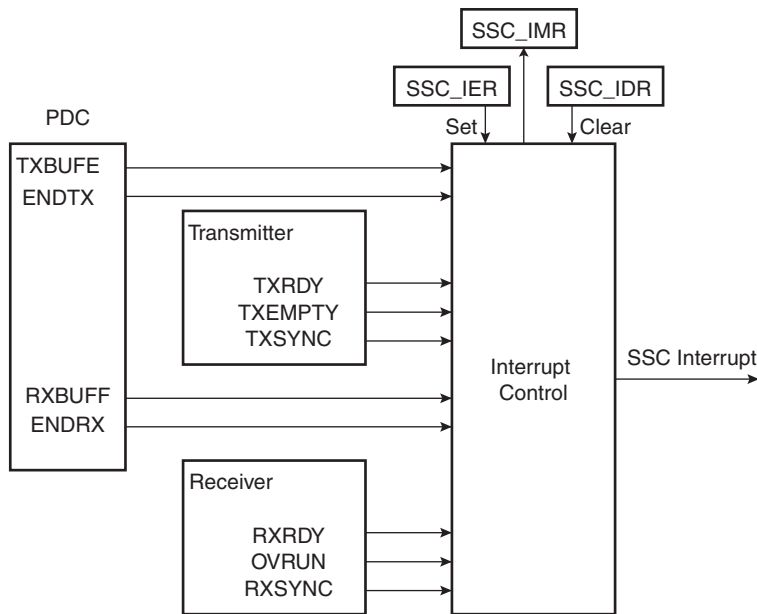 SSC_IMR
SSC_IER
SSC_IDR
PDC
Set
Clear
TXBUFE
ENDTX
Transmitter
TXRDY
TXEMPTY
TXSYNC
RXBUFF
ENDRX
Interrupt
Control
SSC Interrupt
Receiver
RXRDY
OVRUN
RXSYNC